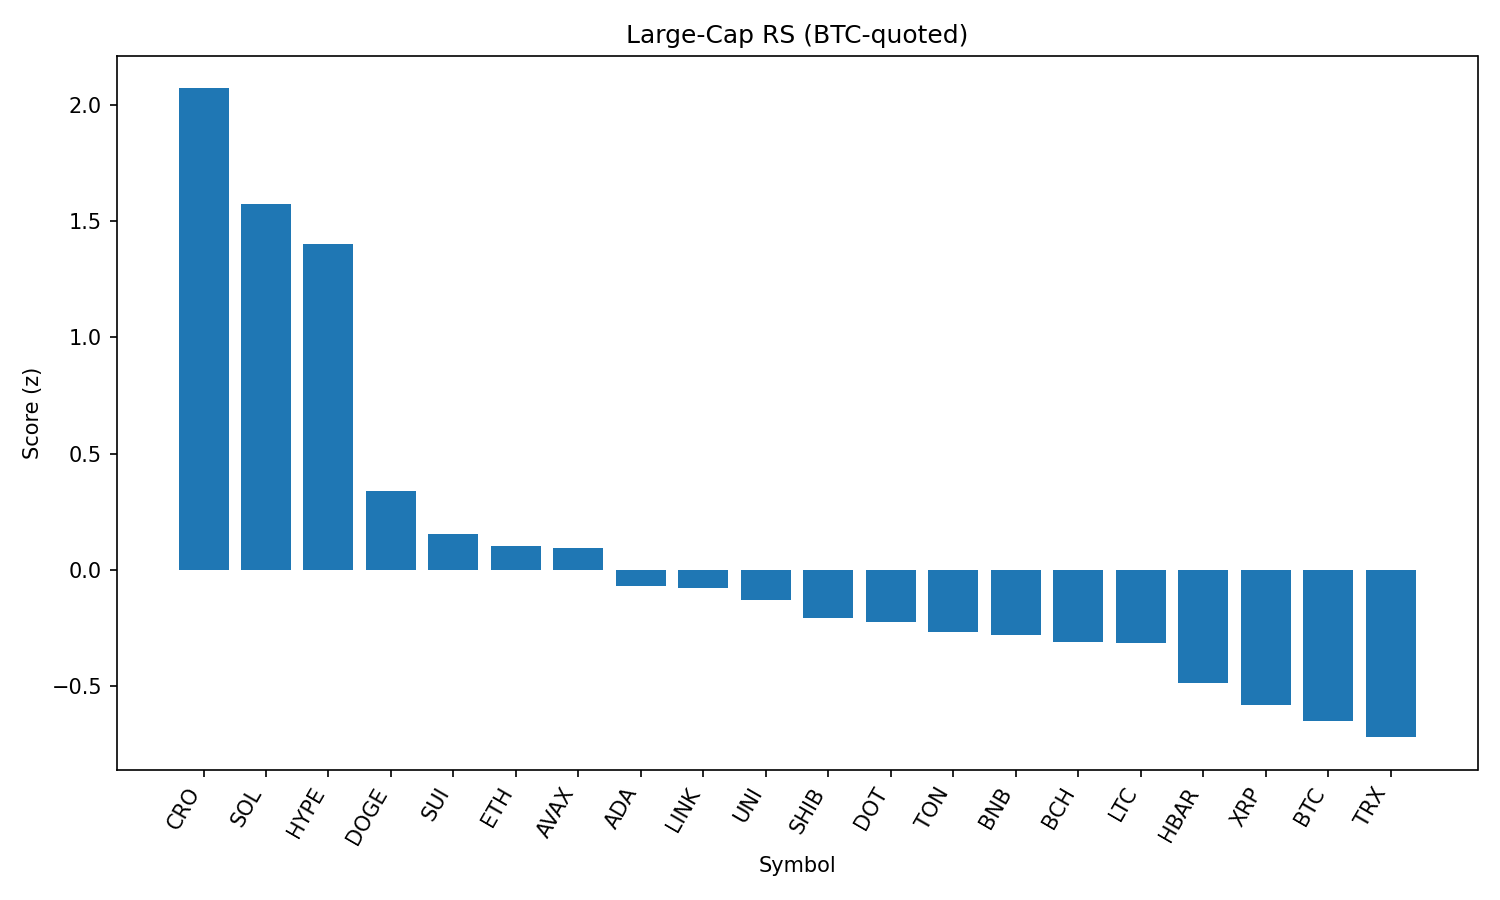 Large-Cap RS (BTC-quoted)
Score (z)
2.0
1.5
1.0
0.5
0.0
−0.5
CRO
SOL
HYPE
DOGE
SUI
ETH
AVAX
ADA
LINK
UNI
SHIB
DOT
TON
BNB
BCH
LTC
HBAR
XRP
BTC
TRX
Symbol